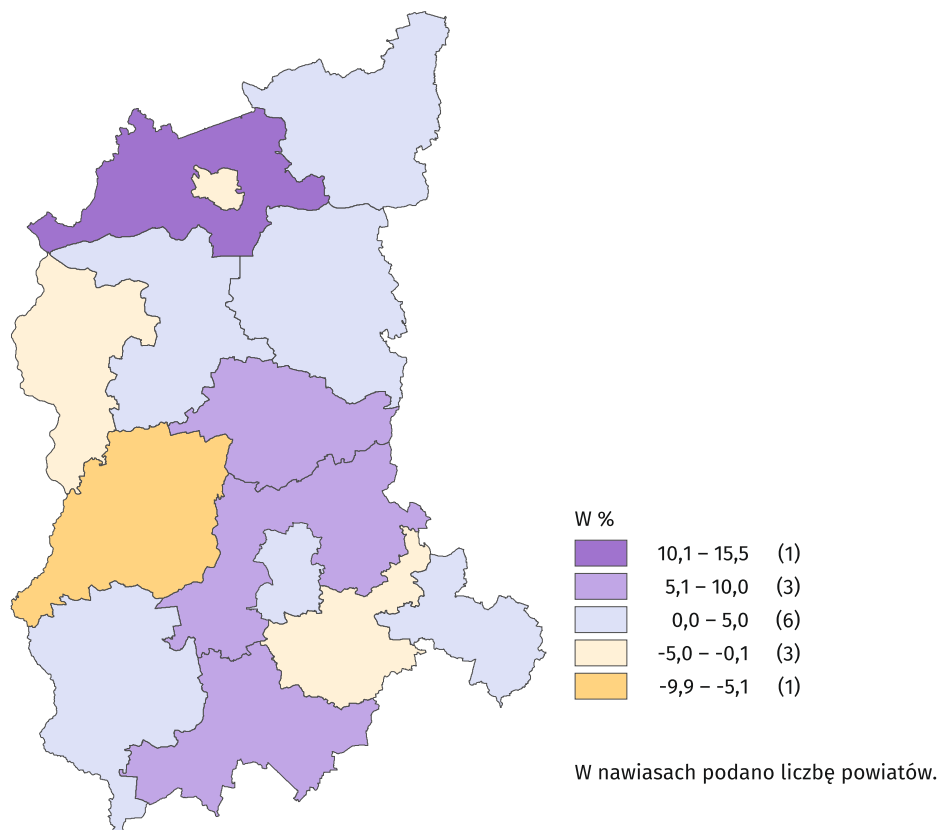 W %
10,1 – 15,5 (1)
5,1 – 10,0 (3)
0,0 – 5,0 (6)
-5,0 – -0,1 (3)
-9,9 – -5,1 (1)
W nawiasach podano liczbę powiatów.